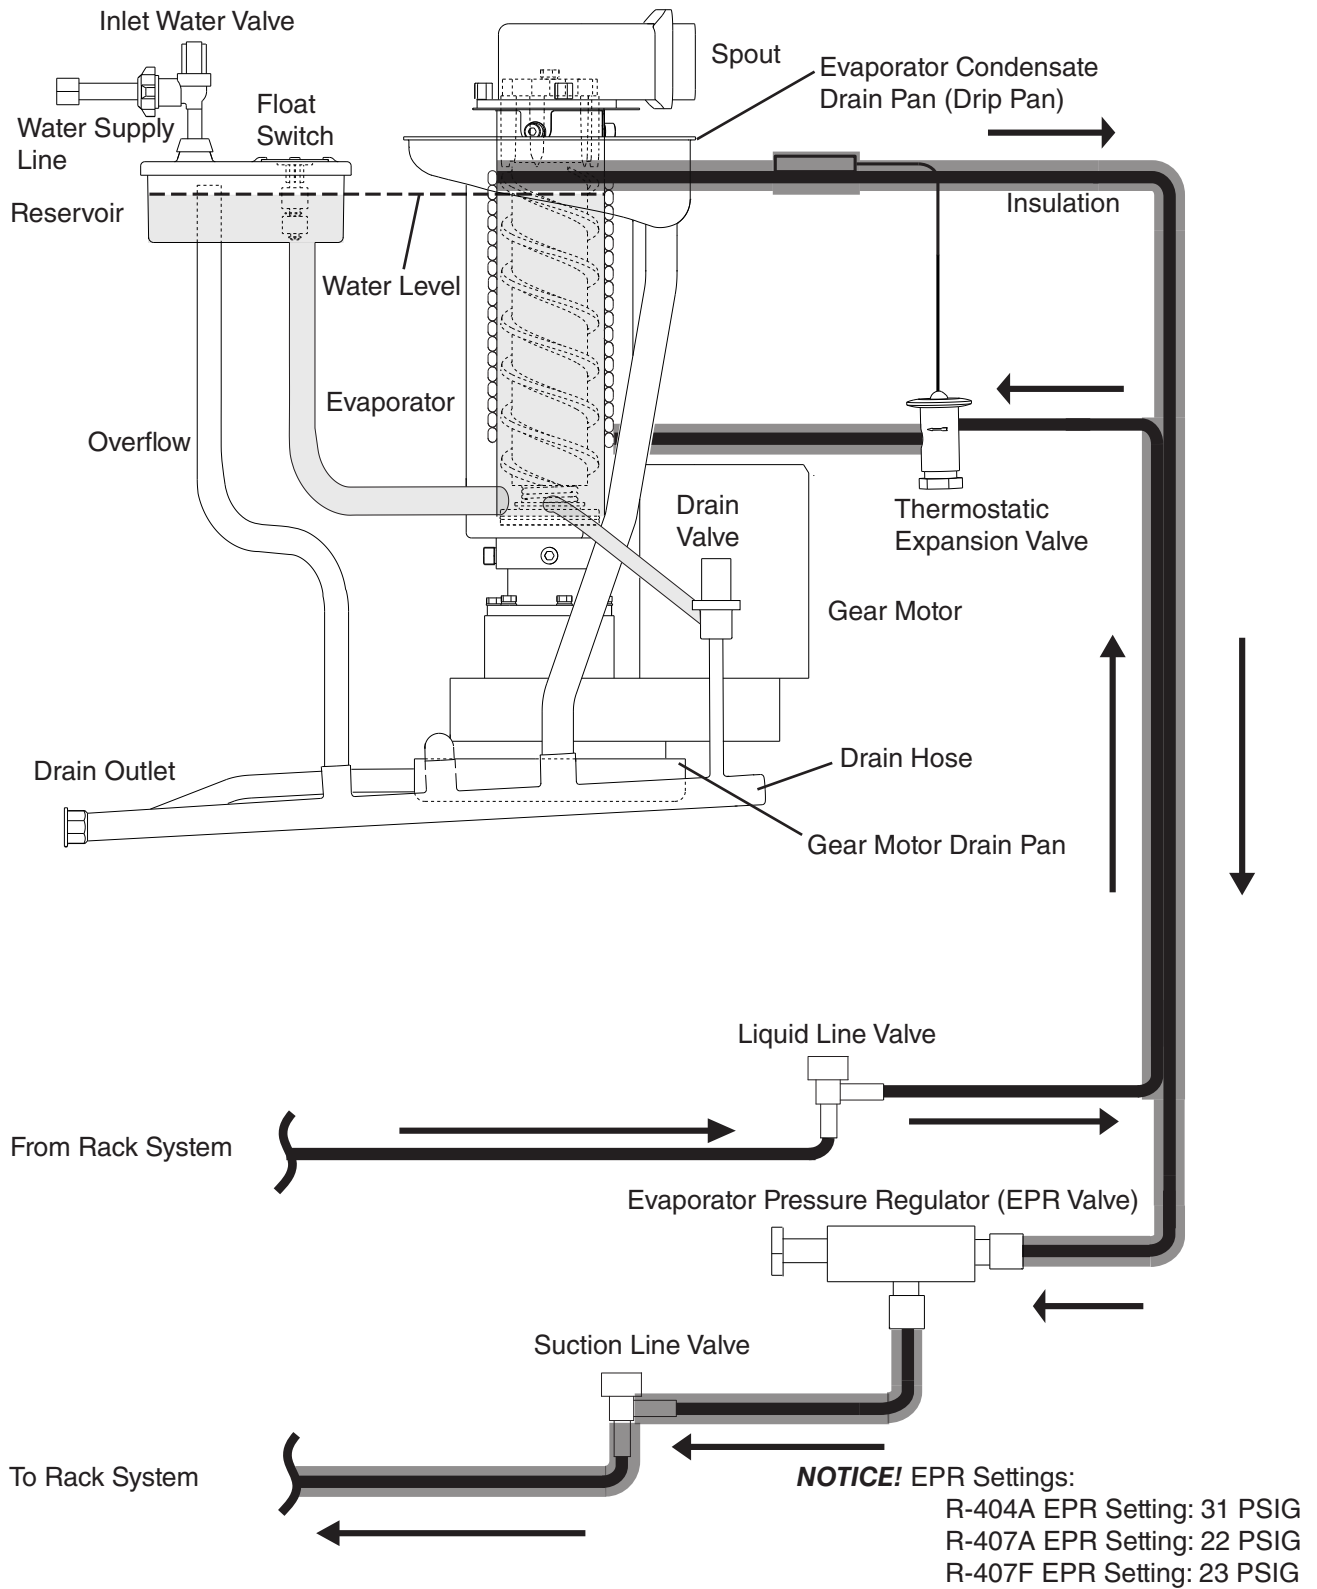 Inlet Water Valve
Spout
Evaporator Condensate
Drain Pan (Drip Pan)
Float
Switch
Water Supply
Line
Reservoir
Insulation
Water Level
Evaporator
Overflow
Drain
Valve
Thermostatic
Expansion Valve
Gear Motor
Drain Outlet
Drain Hose
Gear Motor Drain Pan
Liquid Line Valve
From Rack System
Evaporator Pressure Regulator (EPR Valve)
Suction Line Valve
To Rack System
NOTICE! EPR Settings:
R-404A EPR Setting: 31 PSIG
R-407A EPR Setting: 22 PSIG
R-407F EPR Setting: 23 PSIG